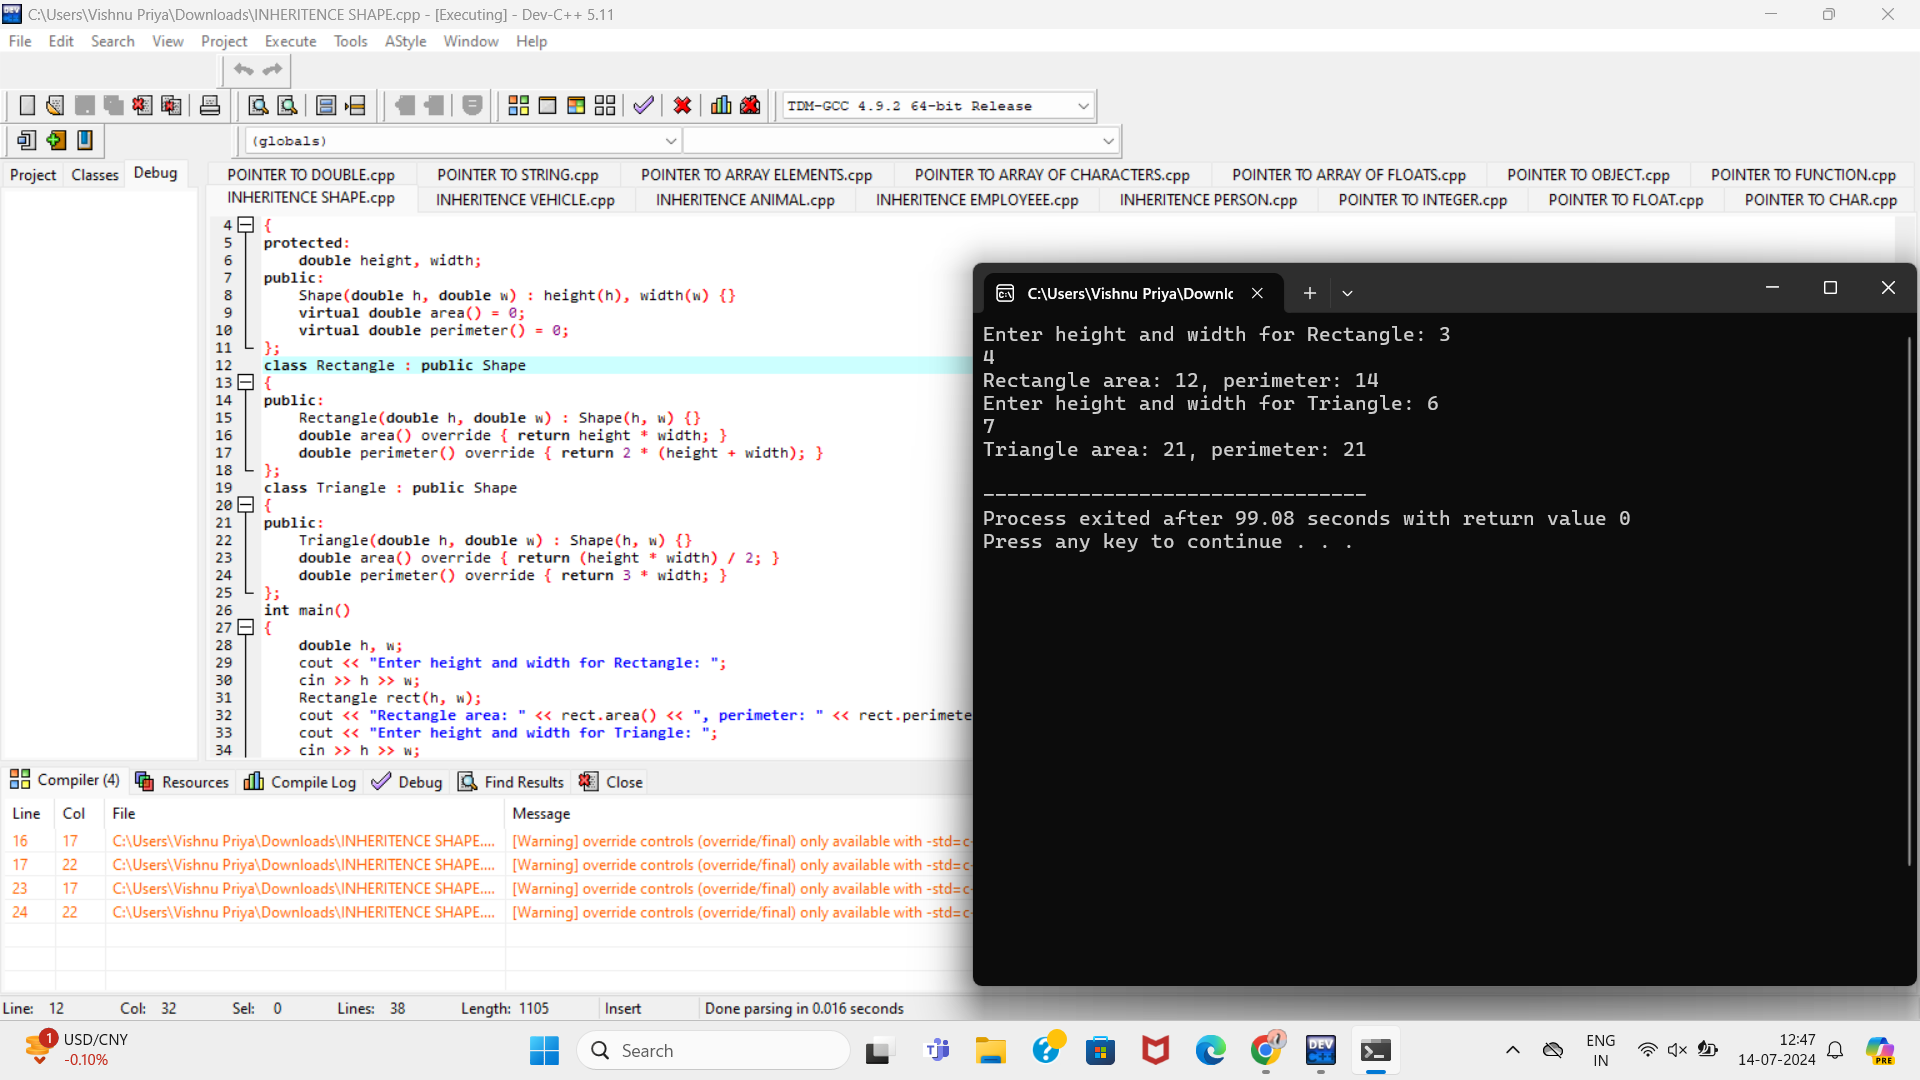 C:\Users\Vishnu Priya\Downloads\INHERITENCE SHAPE.cpp - [Executing] - Dev-C++ 5.11
File Edit Search View Project Execute Tools AStyle Window Help
TDM-GCC 4.9.2 64-bit Release
(globals)
Project Classes Debug
POINTER TO DOUBLE.cpp POINTER TO STRING.cpp POINTER TO ARRAY ELEMENTS.cpp POINTER TO ARRAY OF CHARACTERS.cpp POINTER TO ARRAY OF FLOATS.cpp POINTER TO OBJECT.cpp POINTER TO FUNCTION.cpp
INHERITENCE SHAPE.cpp INHERITENCE VEHICLE.cpp INHERITENCE ANIMAL.cpp INHERITENCE EMPLOYEEE.cpp INHERITENCE PERSON.cpp POINTER TO INTEGER.cpp POINTER TO FLOAT.cpp POINTER TO CHAR.cpp
4 {
5 protected:
6     double height, width;
7 public:
8     Shape(double h, double w) : height(h), width(w) {}
9     virtual double area() = 0;
10     virtual double perimeter() = 0;
11 };
12 class Rectangle : public Shape
13 {
14 public:
15     Rectangle(double h, double w) : Shape(h, w) {}
16     double area() override { return height * width; }
17     double perimeter() override { return 2 * (height + width); }
18 };
19 class Triangle : public Shape
20 {
21 public:
22     Triangle(double h, double w) : Shape(h, w) {}
23     double area() override { return (height * width) / 2; }
24     double perimeter() override { return 3 * width; }
25 };
26 int main()
27 {
28     double h, w;
29     cout << "Enter height and width for Rectangle: ";
30     cin >> h >> w;
31     Rectangle rect(h, w);
32     cout << "Rectangle area: " << rect.area() << ", perimeter: " << rect.perimete
33     cout << "Enter height and width for Triangle: ";
34     cin >> h >> w;
C:\Users\Vishnu Priya\Downlc
Enter height and width for Rectangle: 3
4
Rectangle area: 12, perimeter: 14
Enter height and width for Triangle: 6
7
Triangle area: 21, perimeter: 21
--------------------------------
Process exited after 99.08 seconds with return value 0
Press any key to continue . . .
Compiler (4) Resources Compile Log Debug Find Results Close
Line Col File Message
16 17 C:\Users\Vishnu Priya\Downloads\INHERITENCE SHAPE.... [Warning] override controls (override/final) only available with -std=c
17 22 C:\Users\Vishnu Priya\Downloads\INHERITENCE SHAPE.... [Warning] override controls (override/final) only available with -std=c
23 17 C:\Users\Vishnu Priya\Downloads\INHERITENCE SHAPE.... [Warning] override controls (override/final) only available with -std=c
24 22 C:\Users\Vishnu Priya\Downloads\INHERITENCE SHAPE.... [Warning] override controls (override/final) only available with -std=c
Line: 12 Col: 32 Sel: 0 Lines: 38 Length: 1105 Insert Done parsing in 0.016 seconds
1 USD/CNY
-0.10%
Search
DEV
ENG
IN
12:47
14-07-2024
PRE